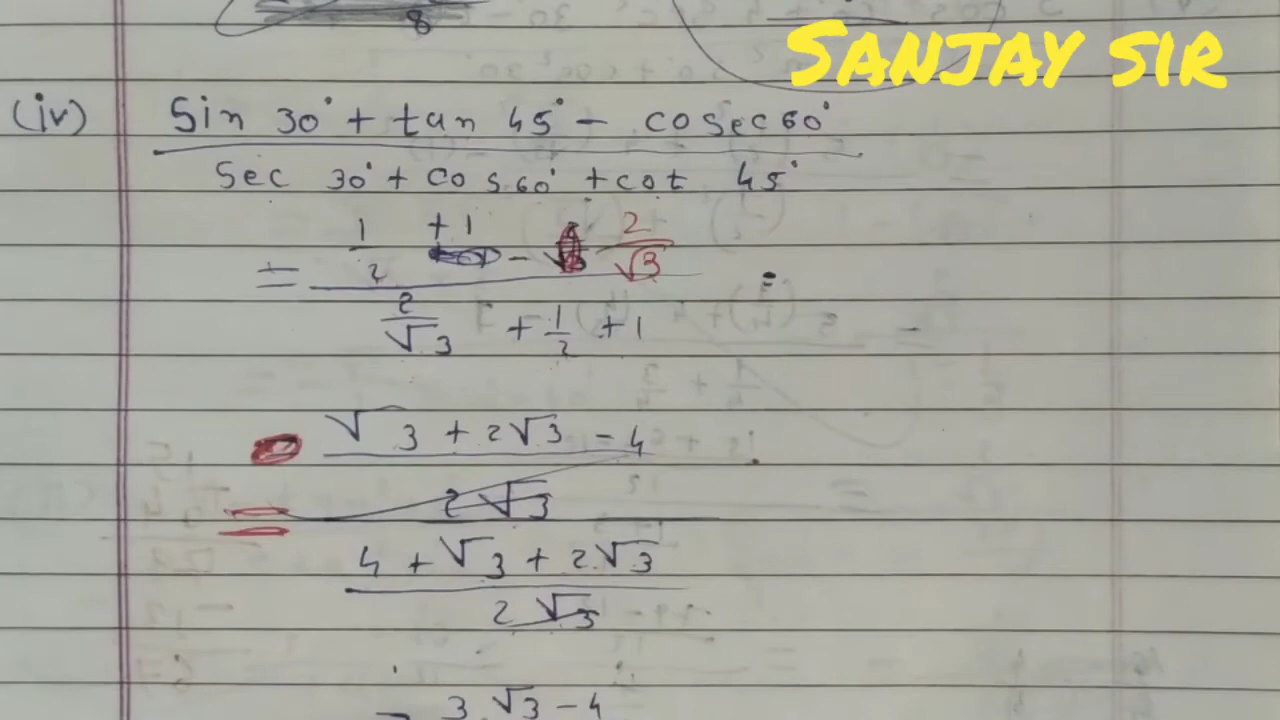 8
SANJAY SIR
(iv) Sin 30° + tan 45° - cosec 60°
Sec 30° + cos 60° + cot 45°
= 1/2 + 1 - 2/√3
2/√3 + 1/2 + 1
√3 + 2√3 - 4
= 2√3
4 + √3 + 2√3
2√3
= 3√3 - 4